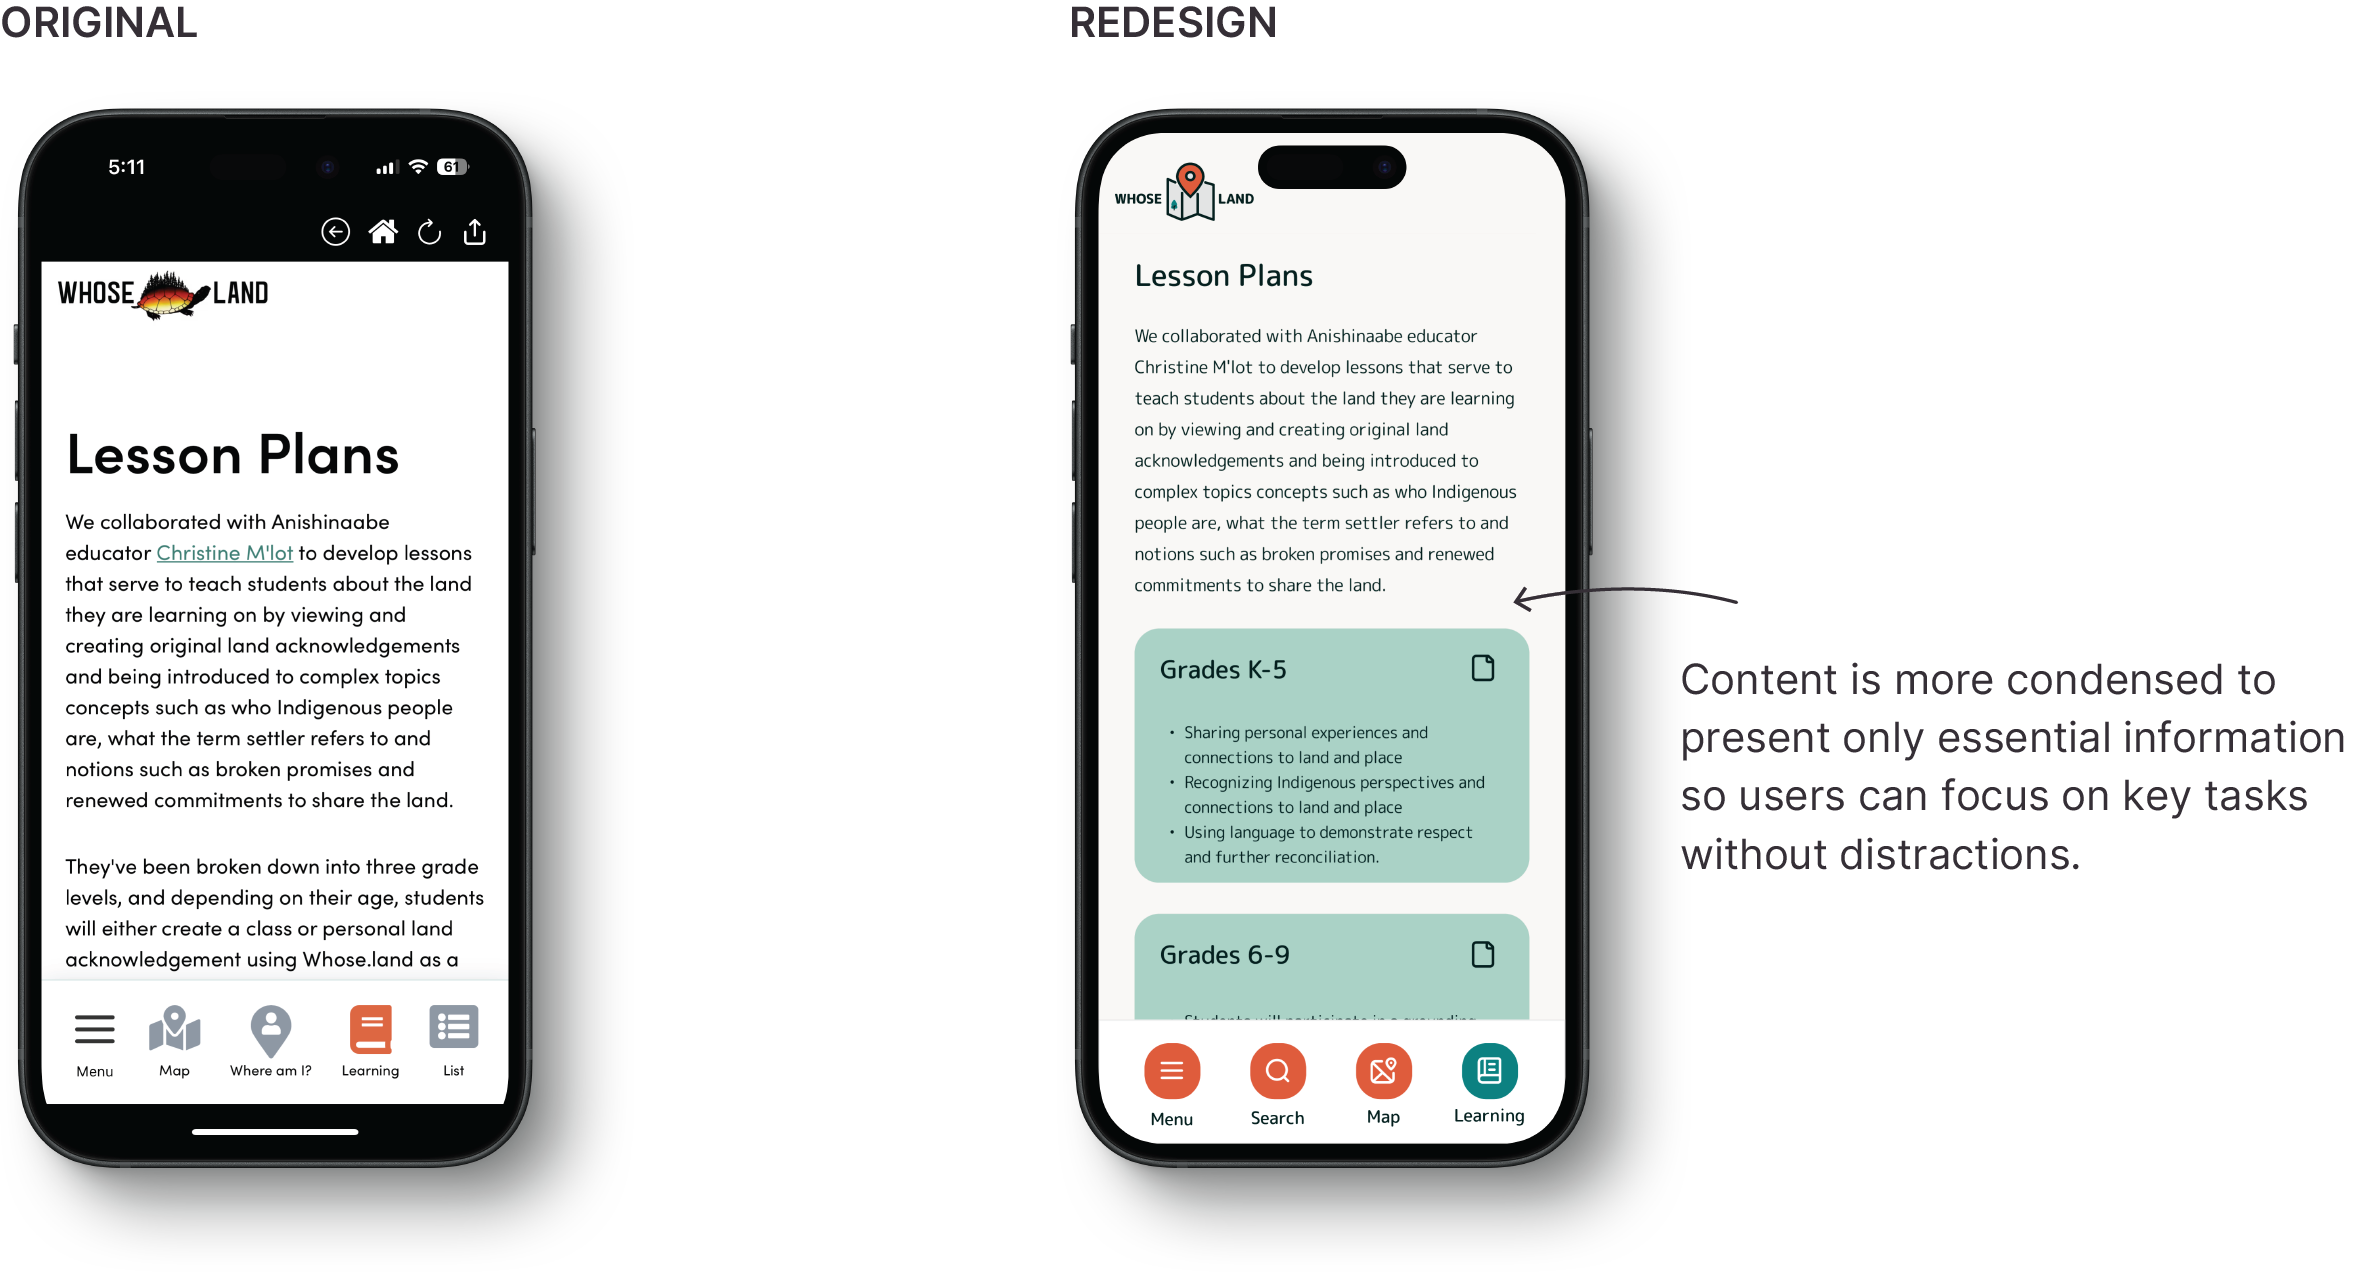 ORIGINAL
5:11
61
WHOSE LAND
Lesson Plans
We collaborated with Anishinaabe
educator Christine M'lot to develop lessons
that serve to teach students about the land
they are learning on by viewing and
creating original land acknowledgements
and being introduced to complex topics
concepts such as who Indigenous people
are, what the term settler refers to and
notions such as broken promises and
renewed commitments to share the land.
They've been broken down into three grade
levels, and depending on their age, students
will either create a class or personal land
acknowledgement using Whose.land as a
Menu
Map
Where am I?
Learning
List
REDESIGN
WHOSE LAND
Lesson Plans
We collaborated with Anishinaabe educator
Christine M'lot to develop lessons that serve to
teach students about the land they are learning
on by viewing and creating original land
acknowledgements and being introduced to
complex topics concepts such as who Indigenous
people are, what the term settler refers to and
notions such as broken promises and renewed
commitments to share the land.
Grades K-5
• Sharing personal experiences and
connections to land and place
• Recognizing Indigenous perspectives and
connections to land and place
• Using language to demonstrate respect
and further reconciliation.
Grades 6-9
Students will participate in a grounding
Menu
Search
Map
Learning
Content is more condensed to
present only essential information
so users can focus on key tasks
without distractions.